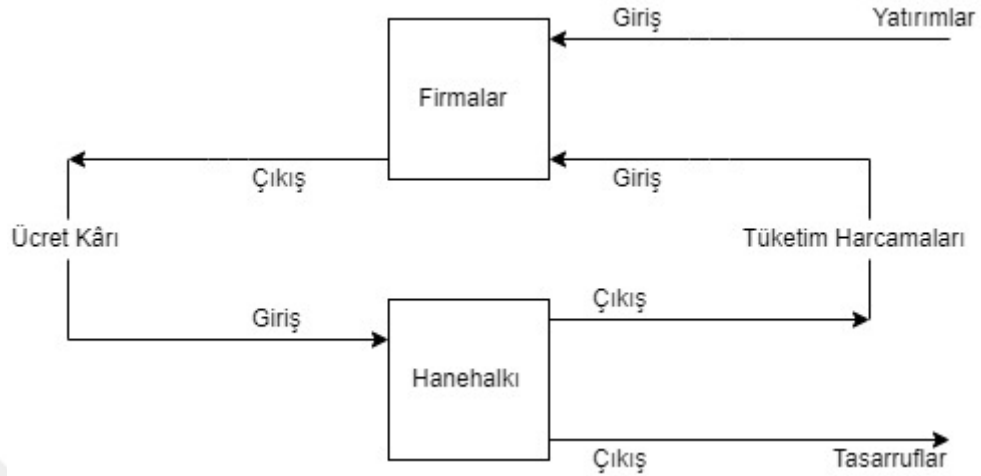 Giriş
Yatırımlar
Firmalar
Çıkış
Giriş
Ücret Kârı
Tüketim Harcamaları
Giriş
Çıkış
Hanehalkı
Çıkış
Tasarruflar